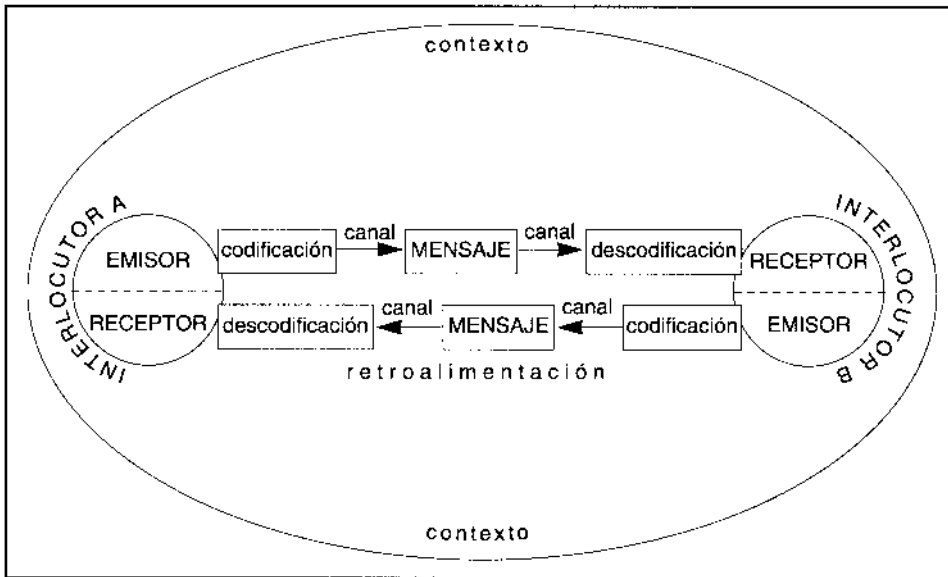 contexto
INTERLOCUTOR A
EMISOR
RECEPTOR
codificación
canal
MENSAJE
canal
descodificación
descodificación
canal
MENSAJE
canal
codificación
retroalimentación
INTERLOCUTOR B
RECEPTOR
EMISOR
contexto